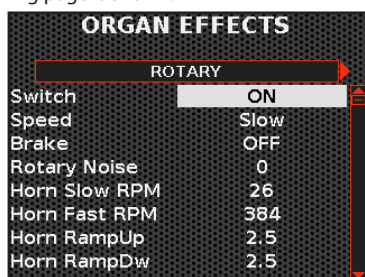 ORGAN EFFECTS
ROTARY
Switch ON
Speed Slow
Brake OFF
Rotary Noise 0
Horn Slow RPM 26
Horn Fast RPM 384
Horn RampUp 2.5
Horn RampDw 2.5